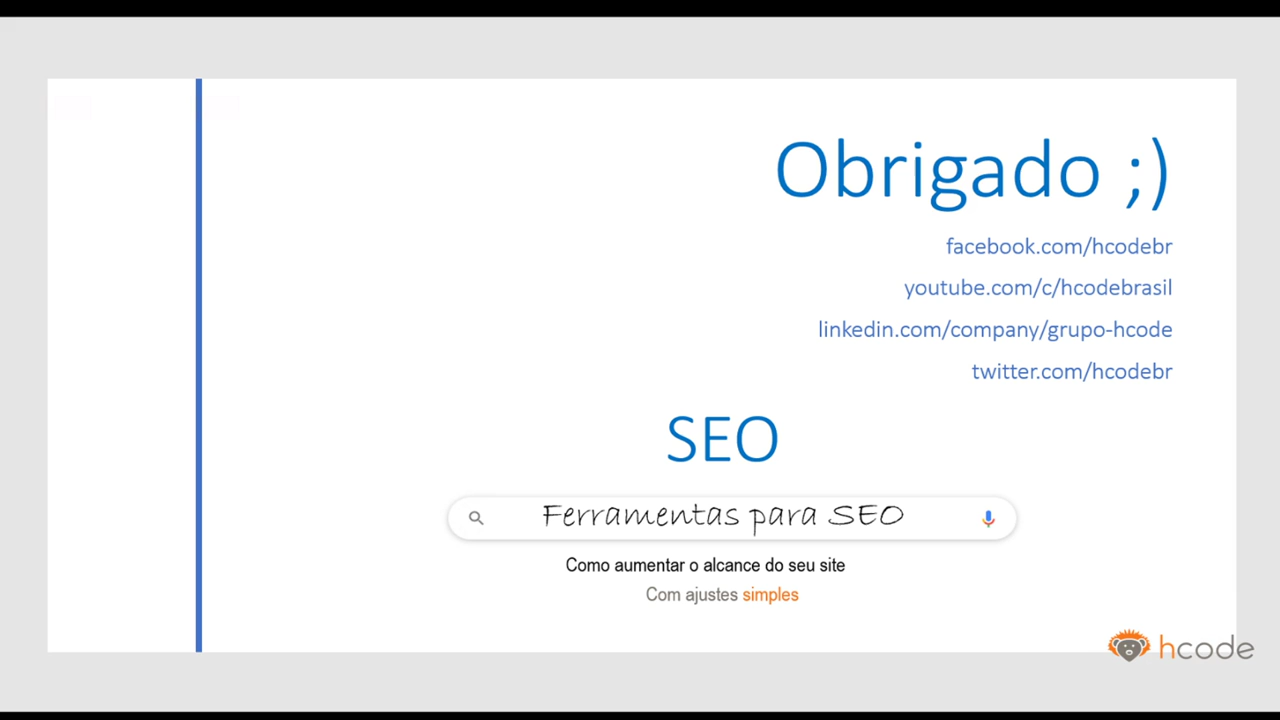 Obrigado ;)
facebook.com/hcodebr
youtube.com/c/hcodebrasil
linkedin.com/company/grupo-hcode
twitter.com/hcodebr
SEO
Ferramentas para SEO
Como aumentar o alcance do seu site
Com ajustes simples
hcode